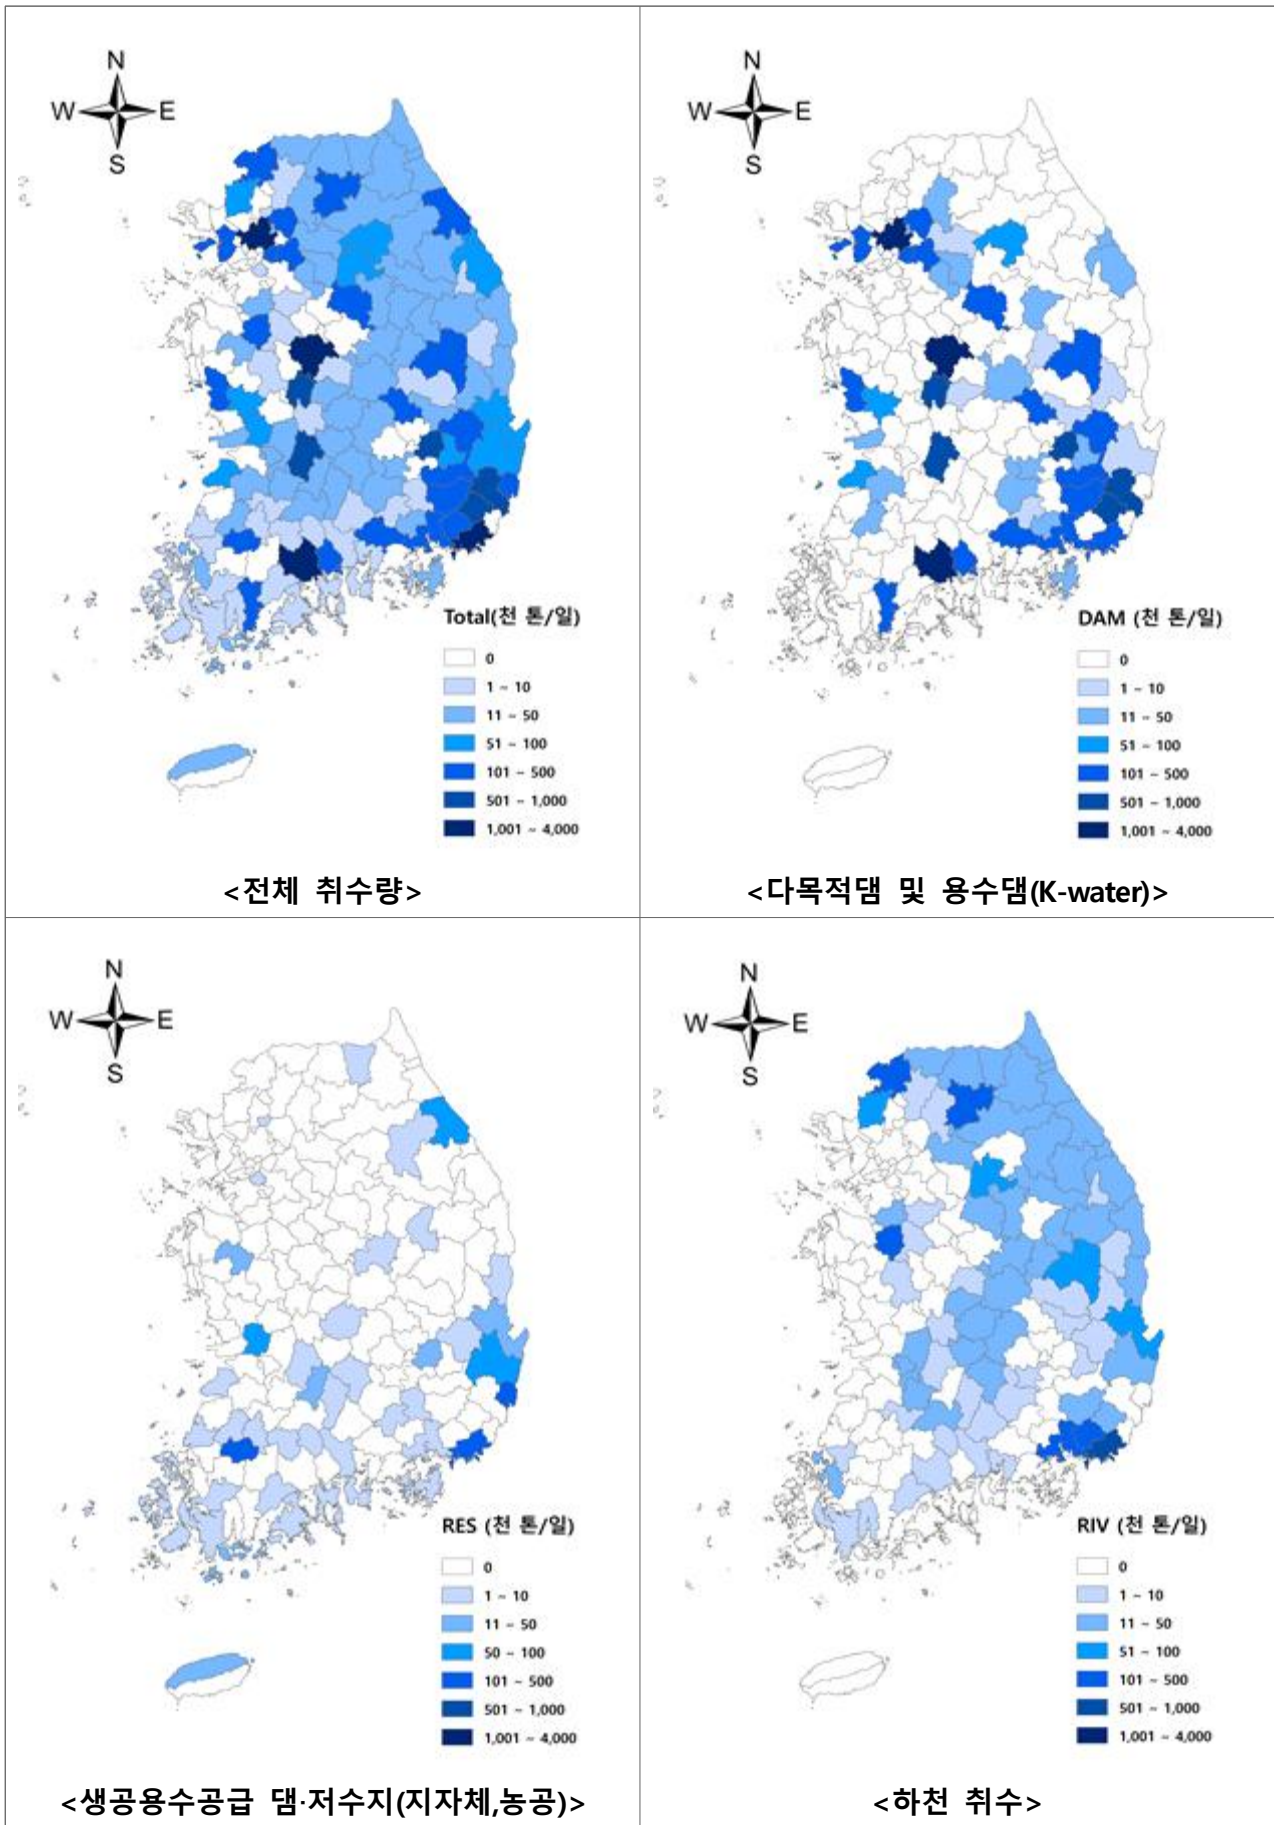 N
W E
S
Total(천 톤/일)
0
1 ~ 10
11 ~ 50
51 ~ 100
101 ~ 500
501 ~ 1,000
1,001 ~ 4,000
<전체 취수량>
N
W E
S
DAM (천 톤/일)
0
1 ~ 10
11 ~ 50
51 ~ 100
101 ~ 500
501 ~ 1,000
1,001 ~ 4,000
<다목적댐 및 용수댐(K-water)>
N
W E
S
RES (천 톤/일)
0
1 ~ 10
11 ~ 50
50 ~ 100
101 ~ 500
501 ~ 1,000
1,001 ~ 4,000
<생공용수공급 댐·저수지(지자체,농공)>
N
W E
S
RIV (천 톤/일)
0
1 ~ 10
11 ~ 50
51 ~ 100
101 ~ 500
501 ~ 1,000
1,001 ~ 4,000
<하천 취수>